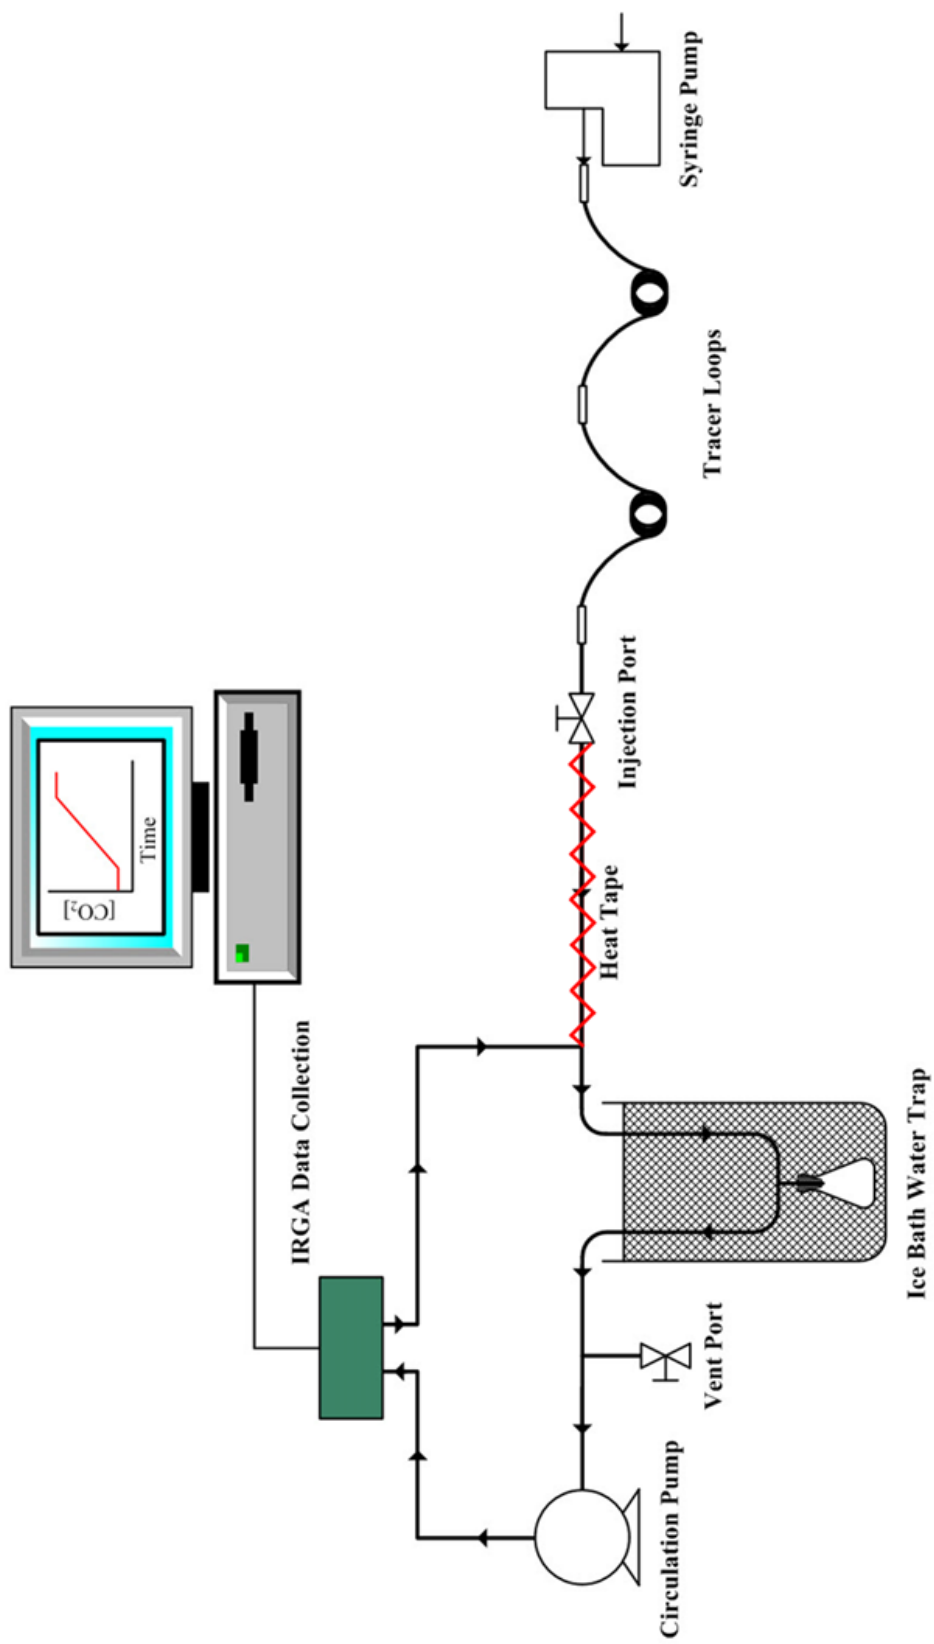 [CO₂]
Time
IRGA Data Collection
Circulation Pump
Vent Port
Ice Bath Water Trap
Heat Tape
Injection Port
Tracer Loops
Syringe Pump